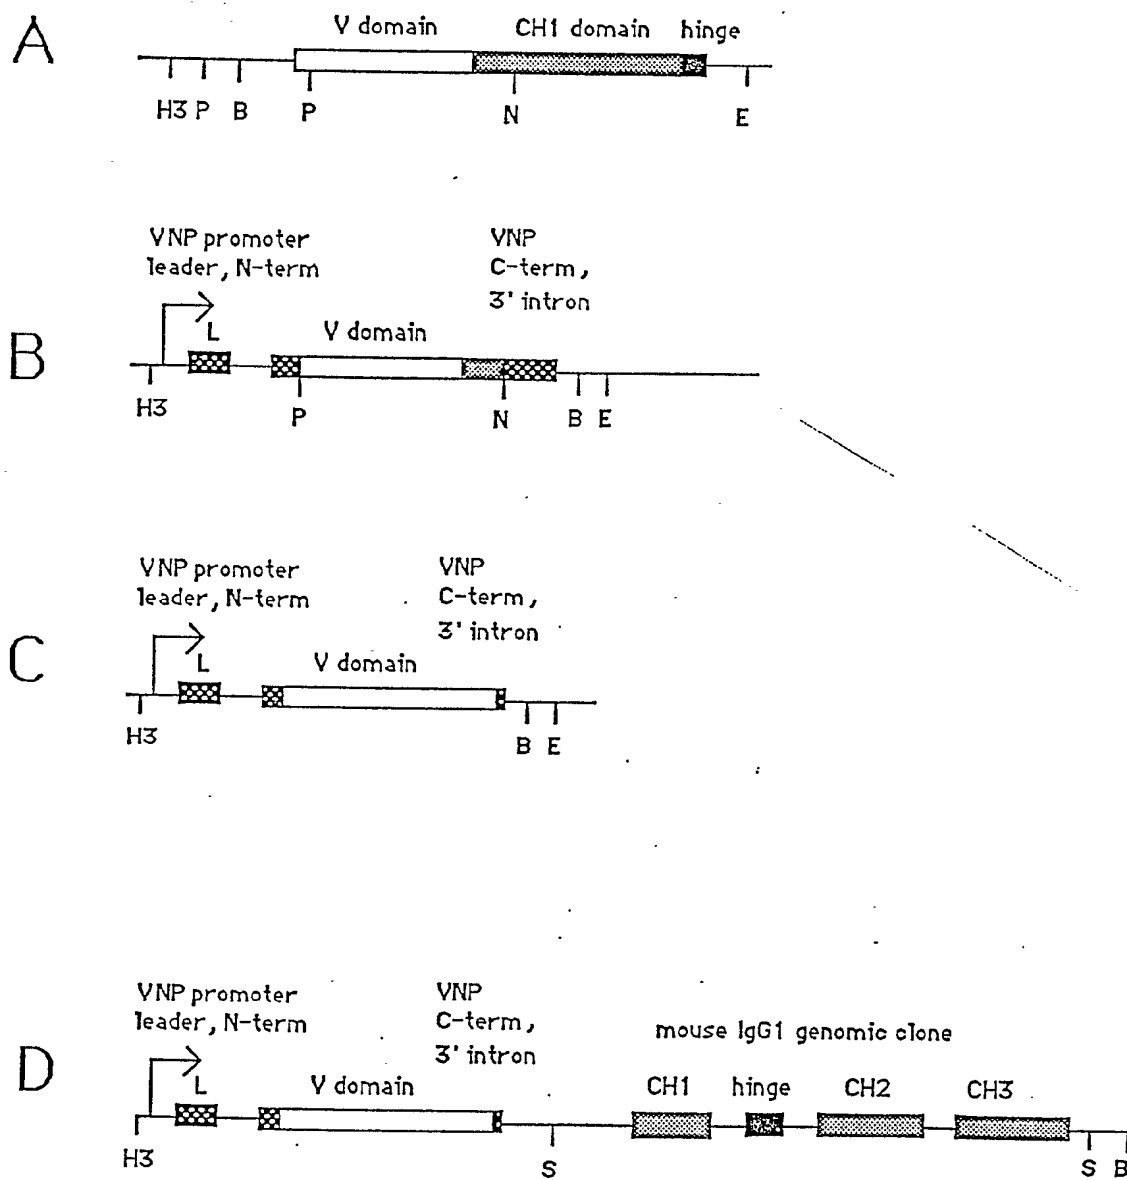 A
V domain CH1 domain hinge
H3 P B P N E
VNP promoter VNP
leader, N-term C-term,
3' intron
B
L V domain
H3 P N B E
VNP promoter VNP
leader, N-term C-term,
3' intron
C
L V domain
H3 B E
VNP promoter VNP
leader, N-term C-term, mouse IgG1 genomic clone
3' intron
D
L V domain CH1 hinge CH2 CH3
H3 S S B